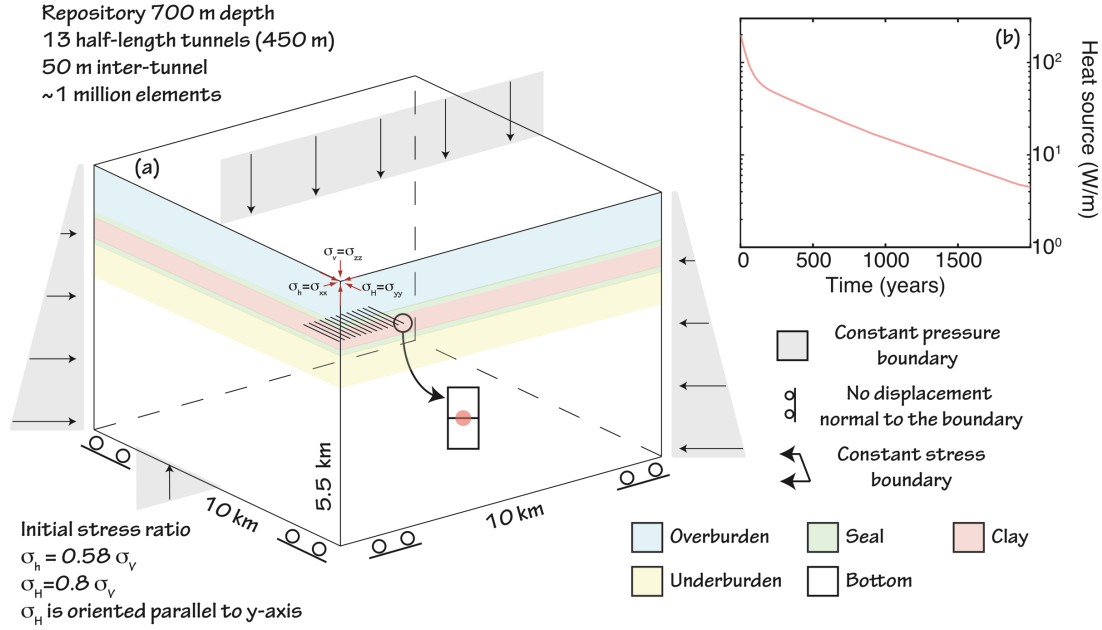 Repository 700 m depth
13 half-length tunnels (450 m)
50 m inter-tunnel
~1 million elements
(a)
σv=σzz
σh=σxx
σH=σyy
5.5 km
10 km
10 km
Initial stress ratio
σh = 0.58 σv
σH=0.8 σv
σH is oriented parallel to y-axis
(b)
10²
10¹
10⁰
Heat source (W/m)
0
500
1000
1500
Time (years)
Constant pressure
boundary
No displacement
normal to the boundary
Constant stress
boundary
Overburden
Seal
Clay
Underburden
Bottom